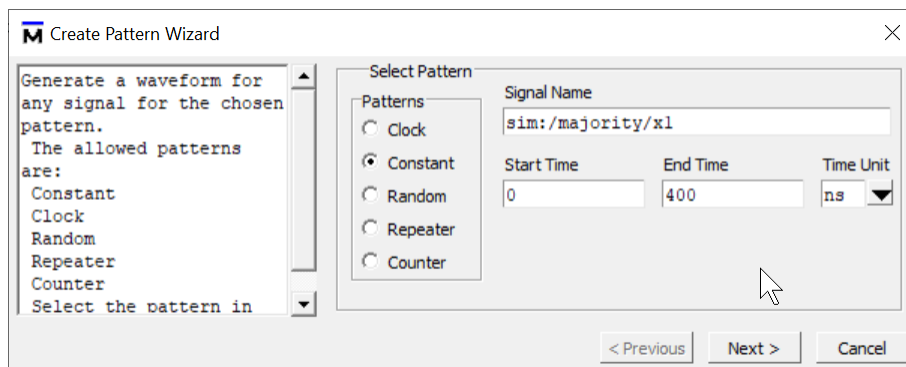 Create Pattern Wizard
Generate a waveform for
any signal for the chosen
pattern.
The allowed patterns
are:
Constant
Clock
Random
Repeater
Counter
Select the pattern in
Select Pattern
Patterns
Clock
Constant
Random
Repeater
Counter
Signal Name
sim:/majority/x1
Start Time End Time Time Unit
0 400 ns
< Previous Next > Cancel